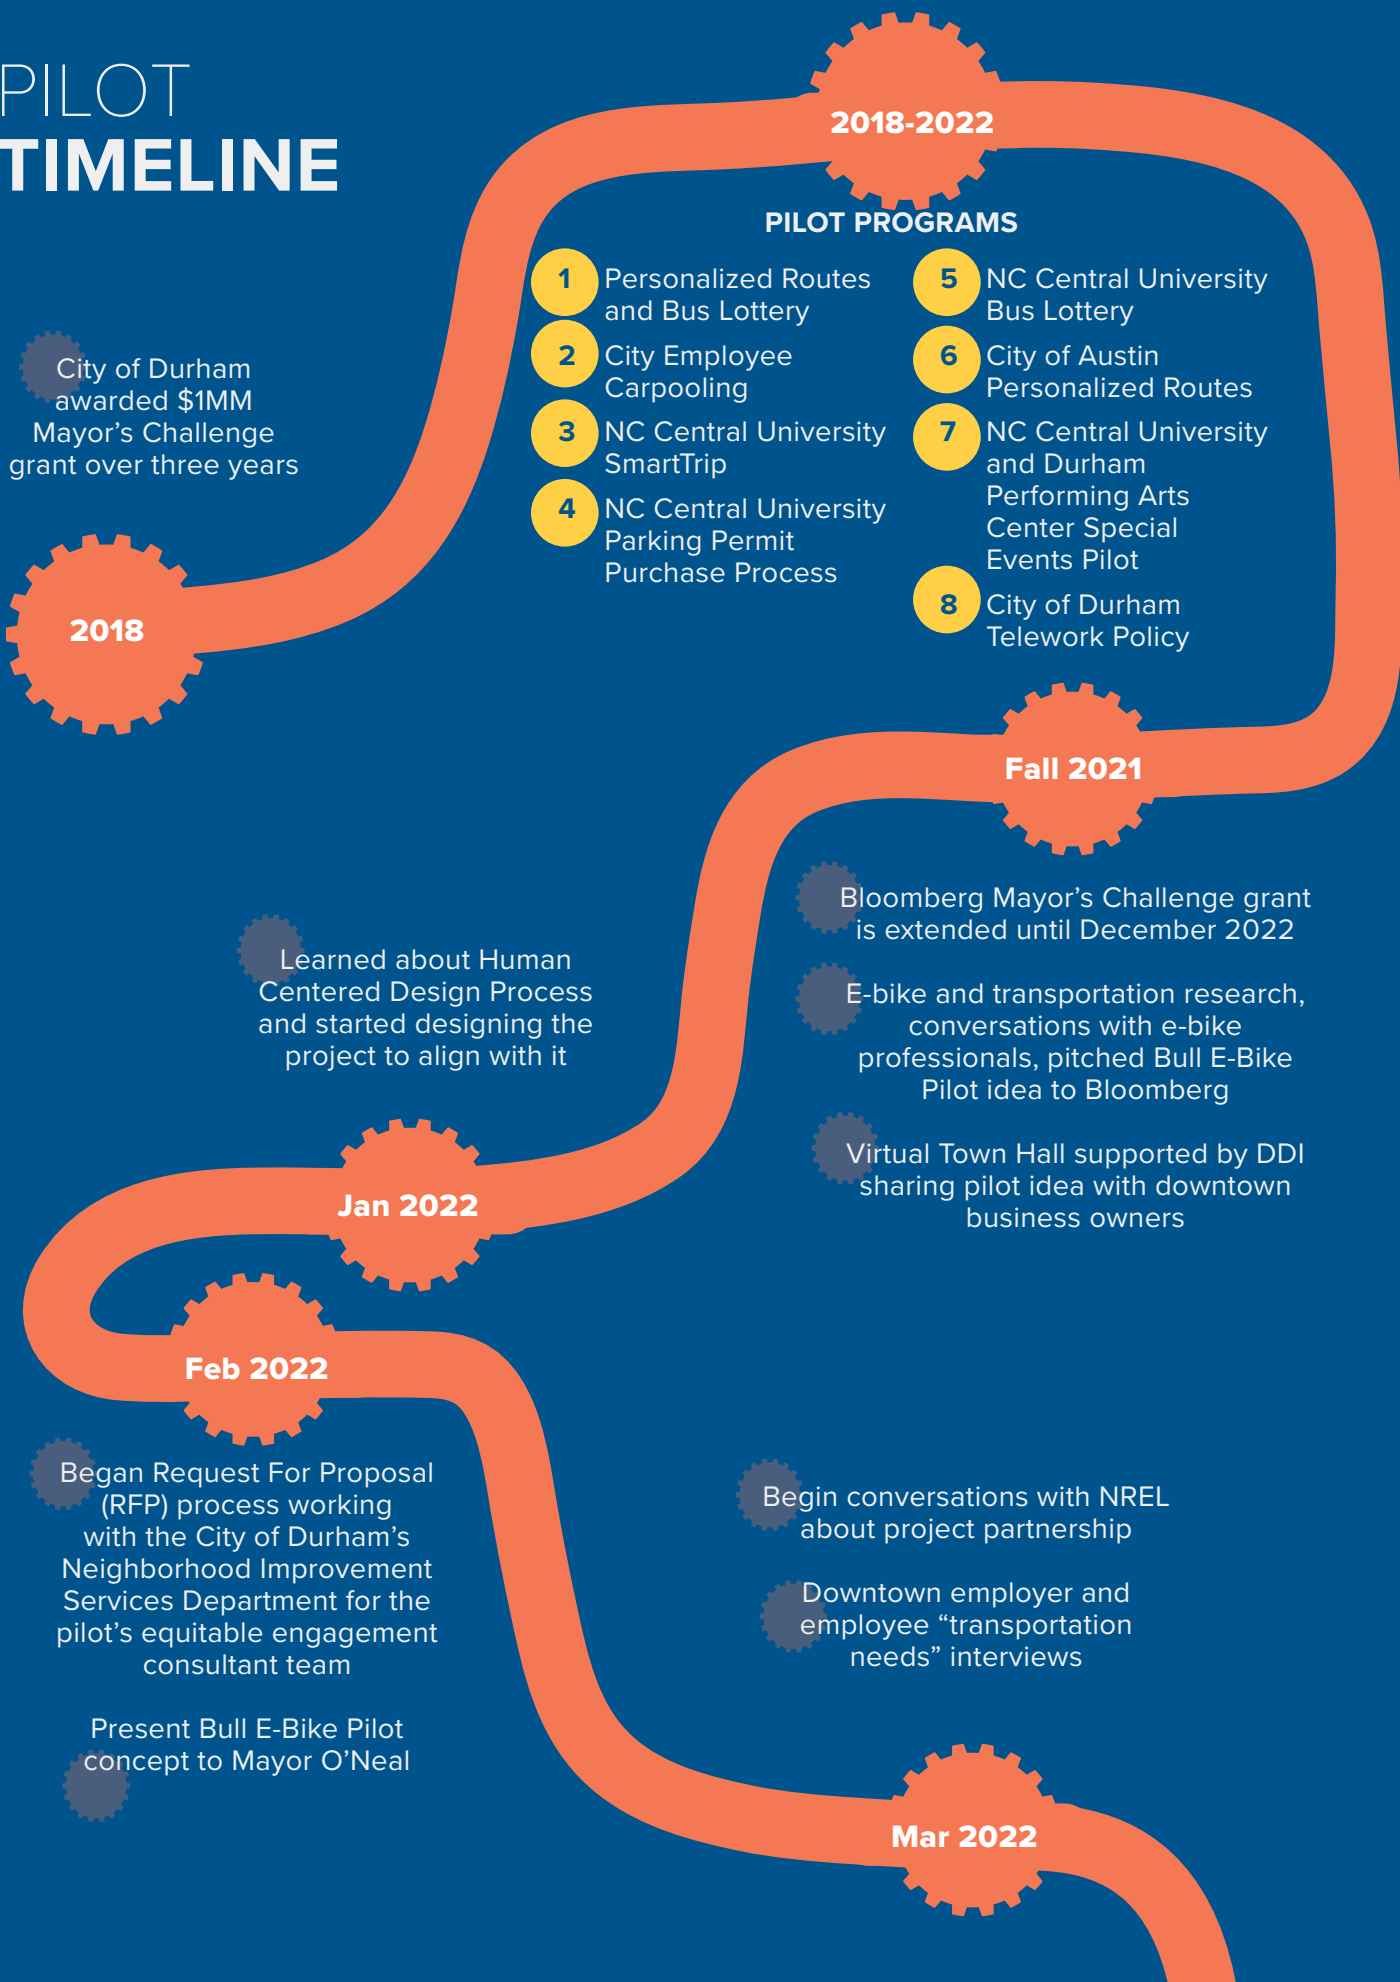 PILOT
TIMELINE
City of Durham
awarded $1MM
Mayor’s Challenge
grant over three years
2018
2018-2022
PILOT PROGRAMS
1 Personalized Routes
and Bus Lottery
2 City Employee
Carpooling
3 NC Central University
SmartTrip
4 NC Central University
Parking Permit
Purchase Process
5 NC Central University
Bus Lottery
6 City of Austin
Personalized Routes
7 NC Central University
and Durham
Performing Arts
Center Special
Events Pilot
8 City of Durham
Telework Policy
Fall 2021
Bloomberg Mayor’s Challenge grant
is extended until December 2022
E-bike and transportation research,
conversations with e-bike
professionals, pitched Bull E-Bike
Pilot idea to Bloomberg
Virtual Town Hall supported by DDI
sharing pilot idea with downtown
business owners
Learned about Human
Centered Design Process
and started designing the
project to align with it
Jan 2022
Feb 2022
Began Request For Proposal
(RFP) process working
with the City of Durham’s
Neighborhood Improvement
Services Department for the
pilot’s equitable engagement
consultant team
Present Bull E-Bike Pilot
concept to Mayor O’Neal
Begin conversations with NREL
about project partnership
Downtown employer and
employee “transportation
needs” interviews
Mar 2022